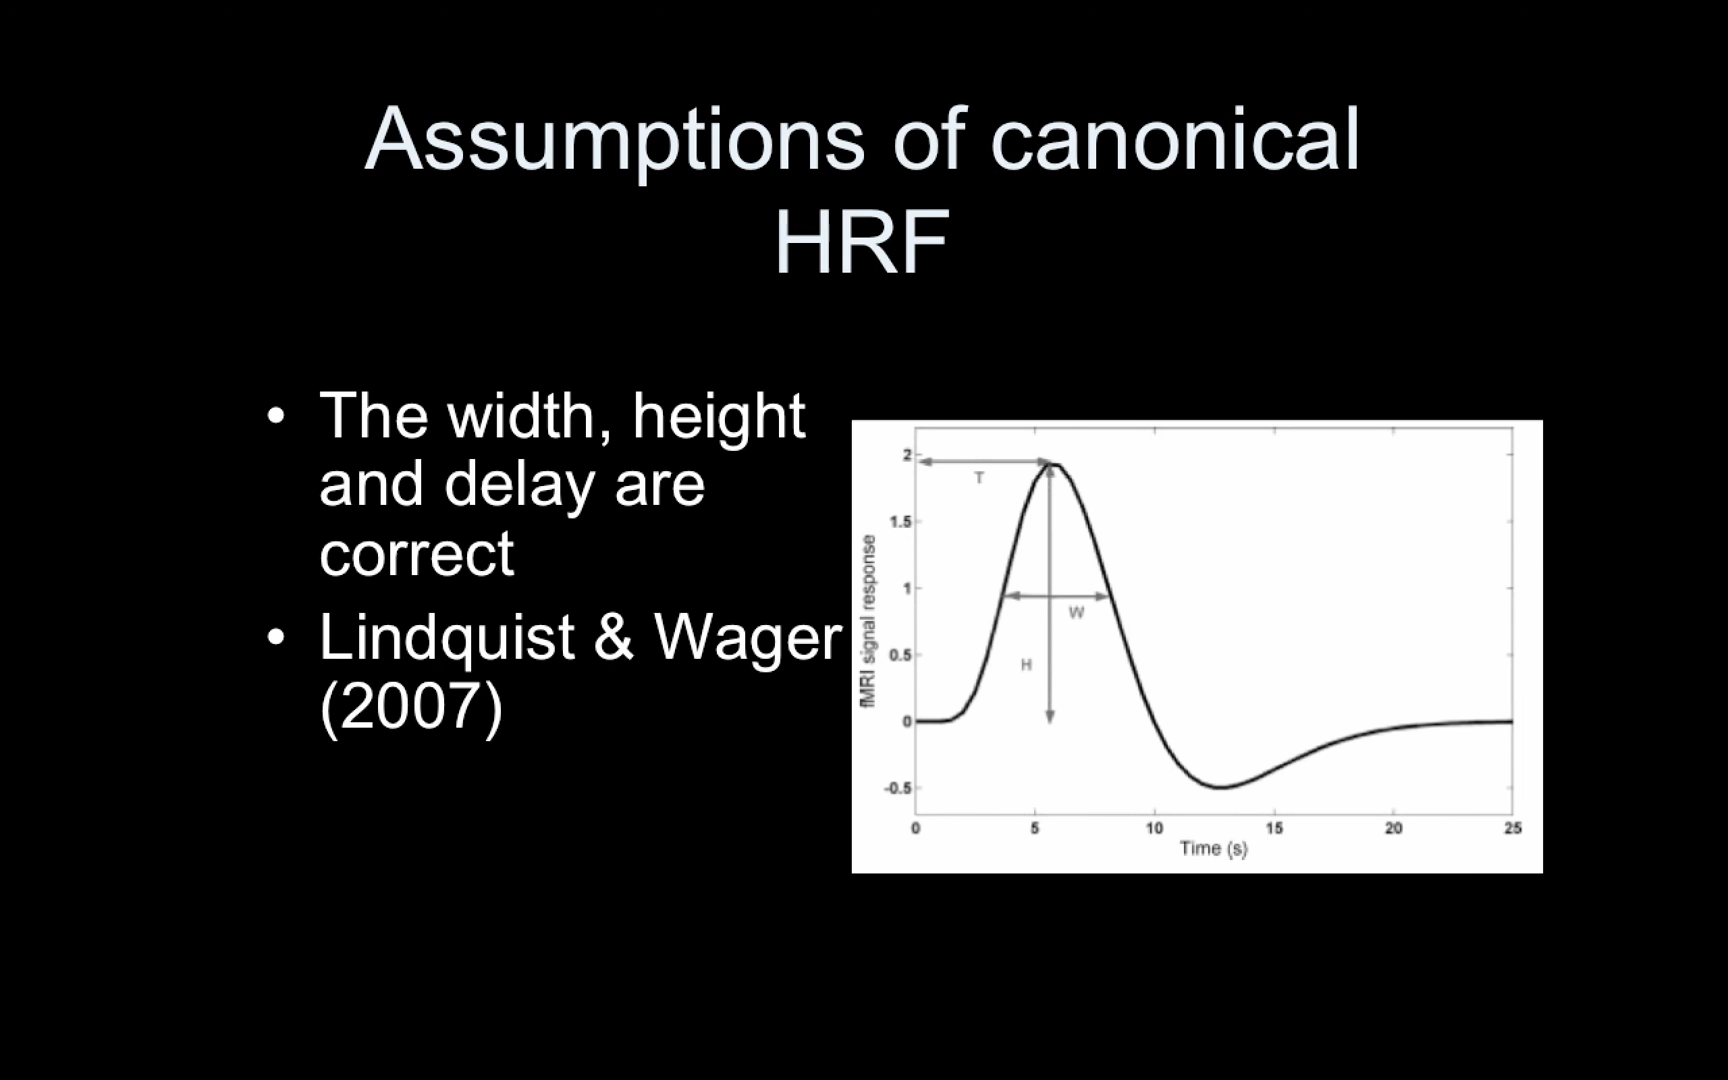 Assumptions of canonical
HRF
• The width, height
and delay are
correct
• Lindquist & Wager
(2007)
2
1.5
1
0.5
0
-0.5
fMRI signal response
T
W
H
0 5 10 15 20 25
Time (s)